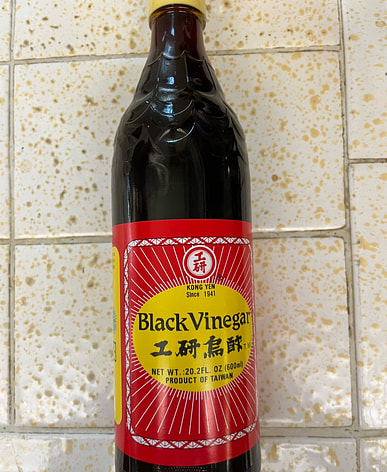 工研
KONG YEN
Since 1941
Black Vinegar
工研烏醋
NET WT.:20.2FL. OZ (600ml)
PRODUCT OF TAIWAN